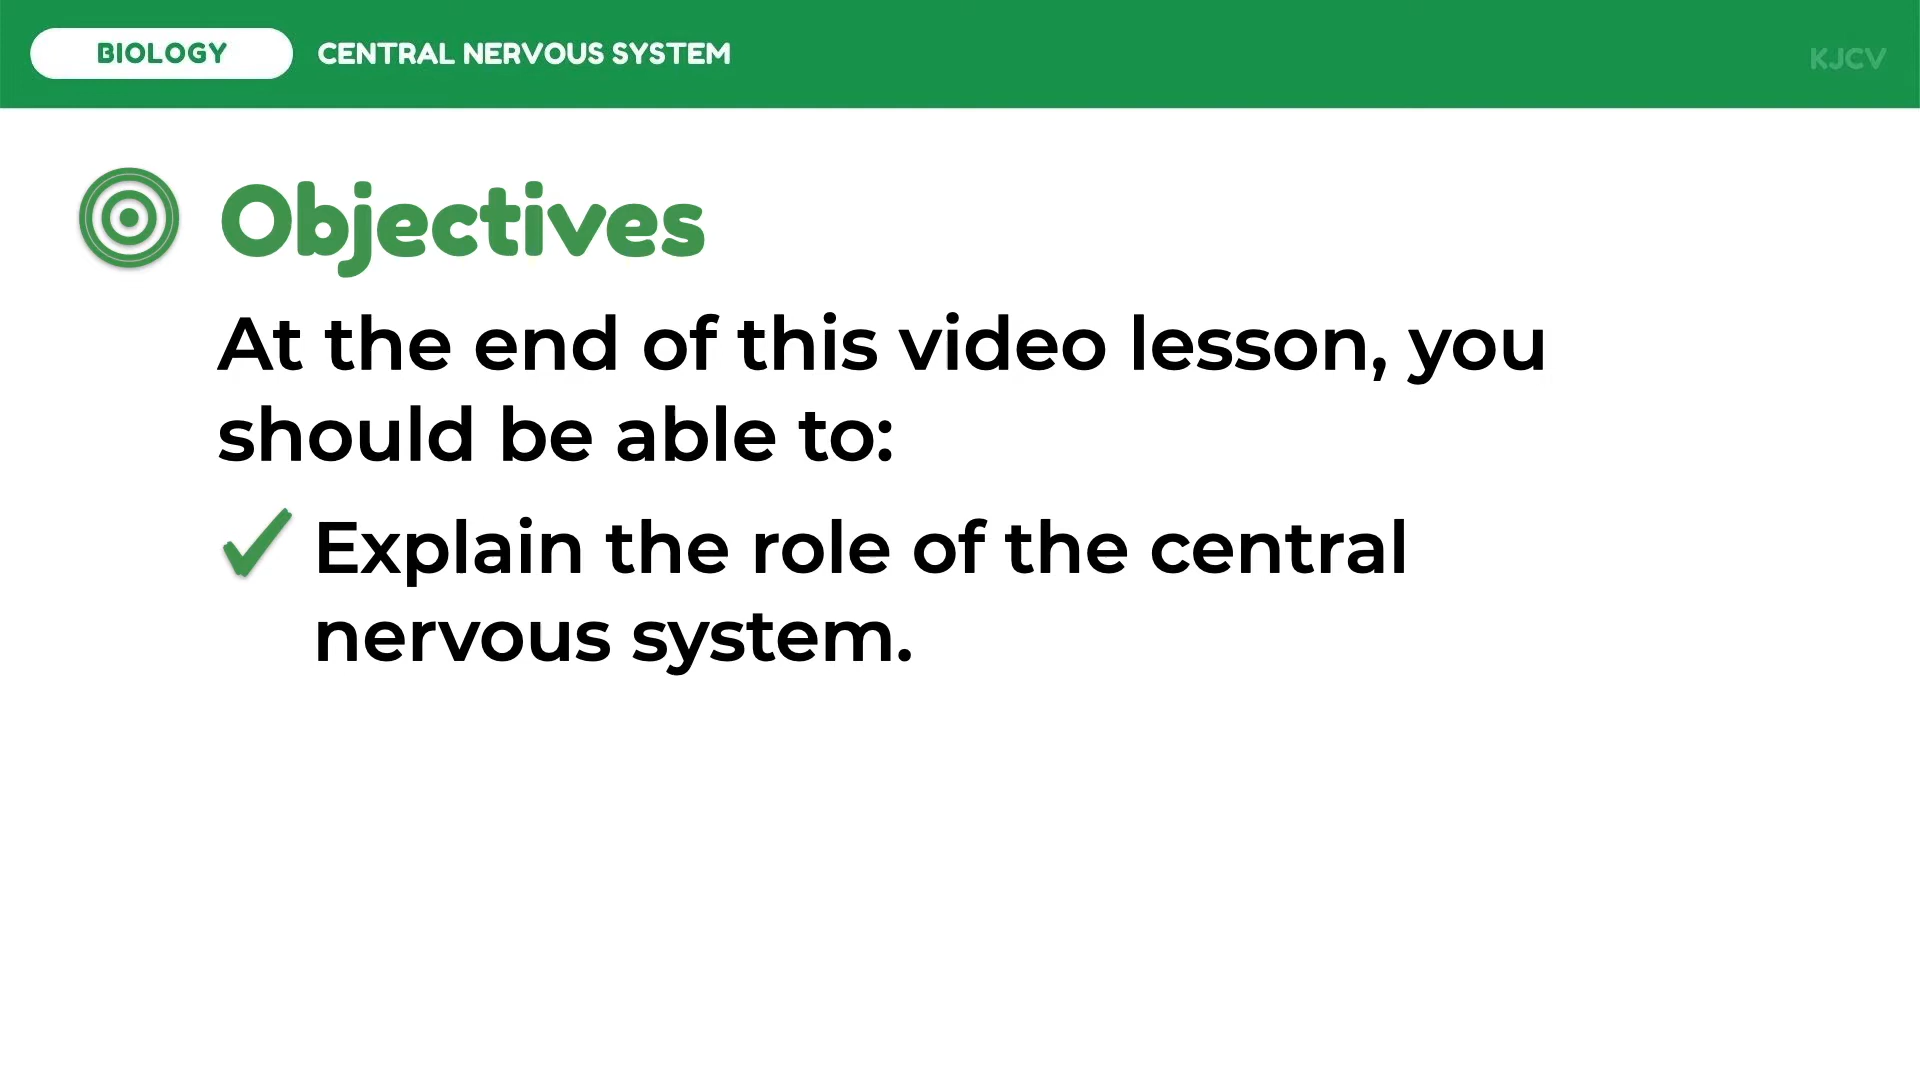 BIOLOGY CENTRAL NERVOUS SYSTEM KJCV
Objectives
At the end of this video lesson, you
should be able to:
Explain the role of the central
nervous system.